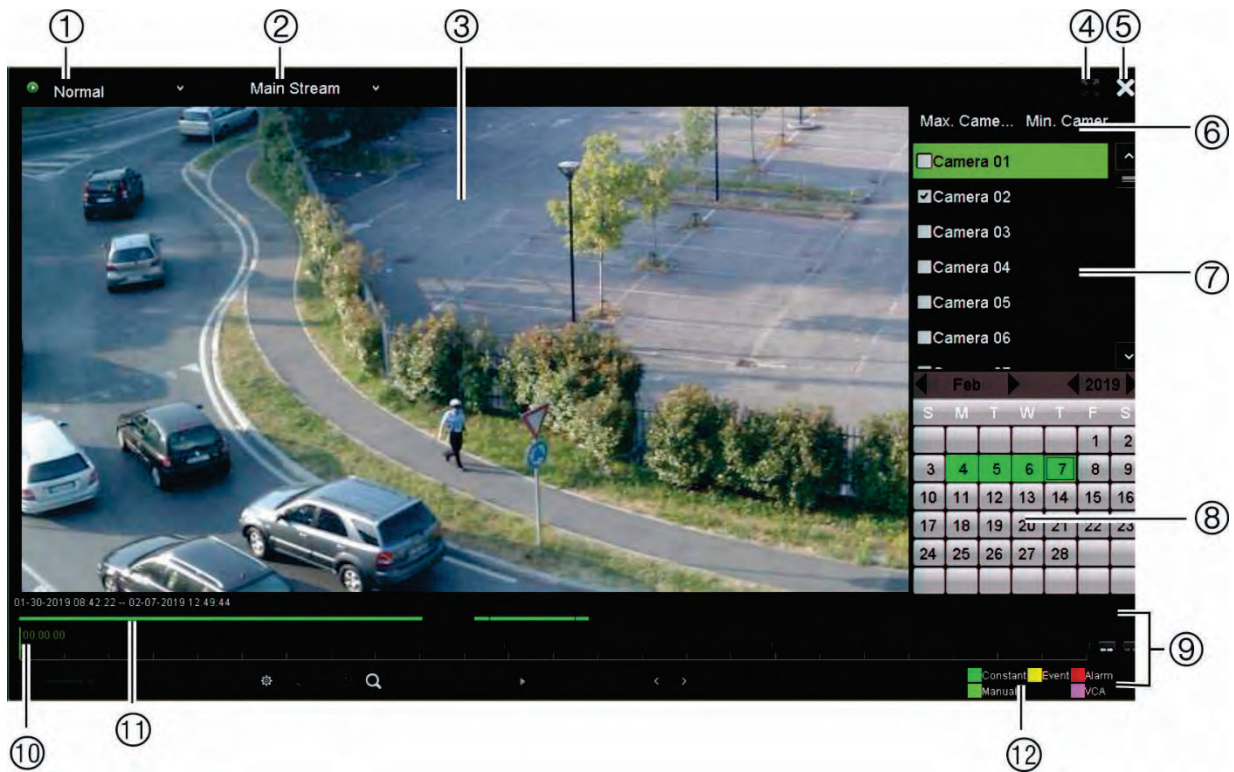 ① ② ③ ④ ⑤
Normal Main Stream
Max. Came... Min. Camer
⑥
Camera 01
Camera 02
Camera 03
Camera 04
⑦
Camera 05
Camera 06
Feb 2019
S M T W T F S
1 2
3 4 5 6 7 8 9
10 11 12 13 14 15 16
17 18 19 20 21 22 23
⑧
24 25 26 27 28
01-30-2019 08:42:22 -- 02-07-2019 12:49:44
00:00:00
⑨
Constant Event Alarm
Manual VCA
⑩ ⑪ ⑫